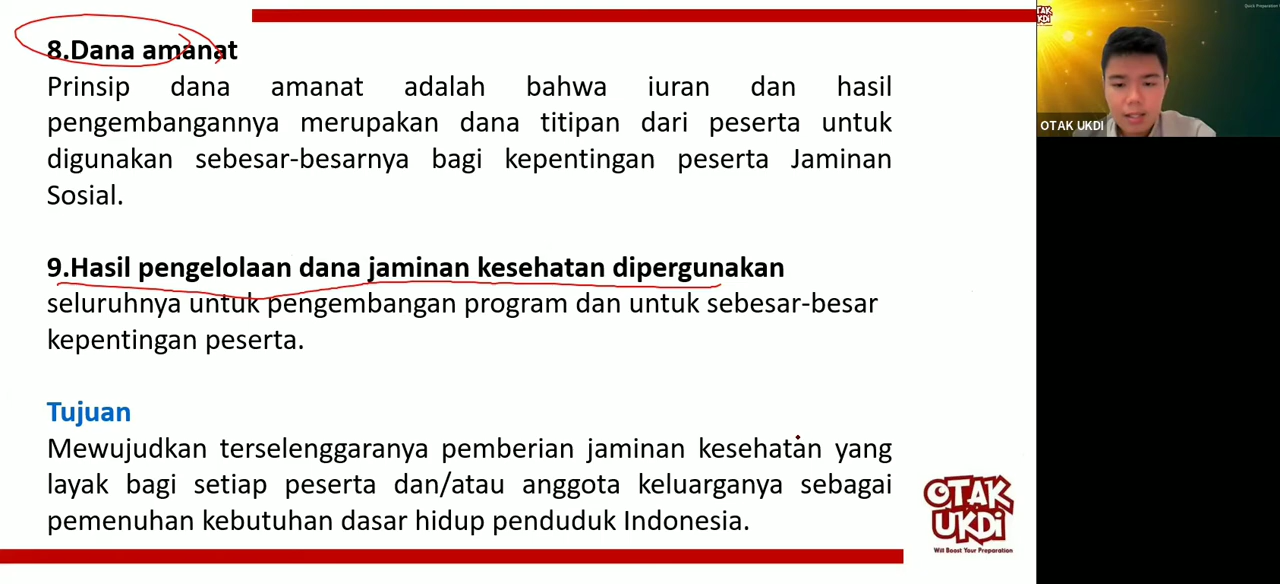 8.Dana amanat
Prinsip dana amanat adalah bahwa iuran dan hasil
pengembangannya merupakan dana titipan dari peserta untuk
digunakan sebesar-besarnya bagi kepentingan peserta Jaminan
Sosial.
9.Hasil pengelolaan dana jaminan kesehatan dipergunakan
seluruhnya untuk pengembangan program dan untuk sebesar-besar
kepentingan peserta.
Tujuan
Mewujudkan terselenggaranya pemberian jaminan kesehatan yang
layak bagi setiap peserta dan/atau anggota keluarganya sebagai
pemenuhan kebutuhan dasar hidup penduduk Indonesia.
OTAK
UKDi
Will Boost Your Preparation
TAK
KDI
OTAK UKDI